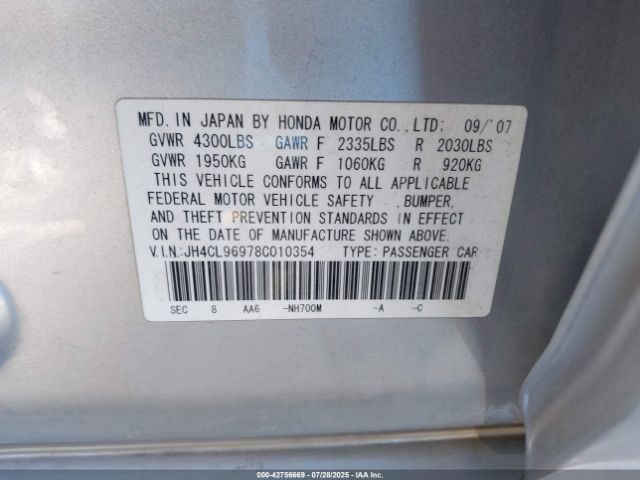 MFD. IN JAPAN BY HONDA MOTOR CO., LTD. 09/'07
GVWR 4300LBS GAWR F 2335LBS R 2030LBS
GVWR 1950KG GAWR F 1060KG R 920KG
THIS VEHICLE CONFORMS TO ALL APPLICABLE
FEDERAL MOTOR VEHICLE SAFETY ,BUMPER,
AND THEFT PREVENTION STANDARDS IN EFFECT
ON THE DATE OF MANUFACTURE SHOWN ABOVE.
V.I.N.:JH4CL96978C010354 TYPE: PASSENGER CAR
SEC 8 AA6 -NH700M -A -C
000-42756669 07/28/2025 IAA Inc. Copart